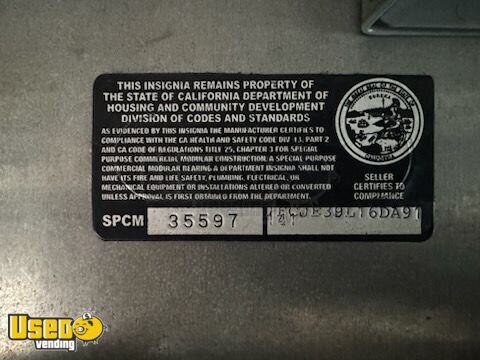 THIS INSIGNIA REMAINS PROPERTY OF
THE STATE OF CALIFORNIA DEPARTMENT OF
HOUSING AND COMMUNITY DEVELOPMENT
DIVISION OF CODES AND STANDARDS
AS EVIDENCED BY THIS INSIGNIA THE MANUFACTURER CERTIFIES TO
COMPLIANCE WITH THE CA HEALTH AND SAFETY CODE DIV 13, PART 2
AND CA CODE OF REGULATIONS TITLE 25, CHAPTER 3 FOR SPECIAL
PURPOSE COMMERCIAL MODULAR CONSTRUCTION. A SPECIAL PURPOSE
COMMERCIAL MODULAR BEARING A DEPARTMENT INSIGNIA SHALL NOT
HAVE ITS FIRE AND LIFE SAFETY, PLUMBING, ELECTRICAL, OR
MECHANICAL EQUIPMENT OR INSTALLATIONS ALTERED OR CONVERTED
UNLESS APPROVAL IS FIRST OBTAINED FROM THE DEPARTMENT.
EUREKA
SELLER
CERTIFIES TO
COMPLIANCE
SPCM 35597
Used
vending